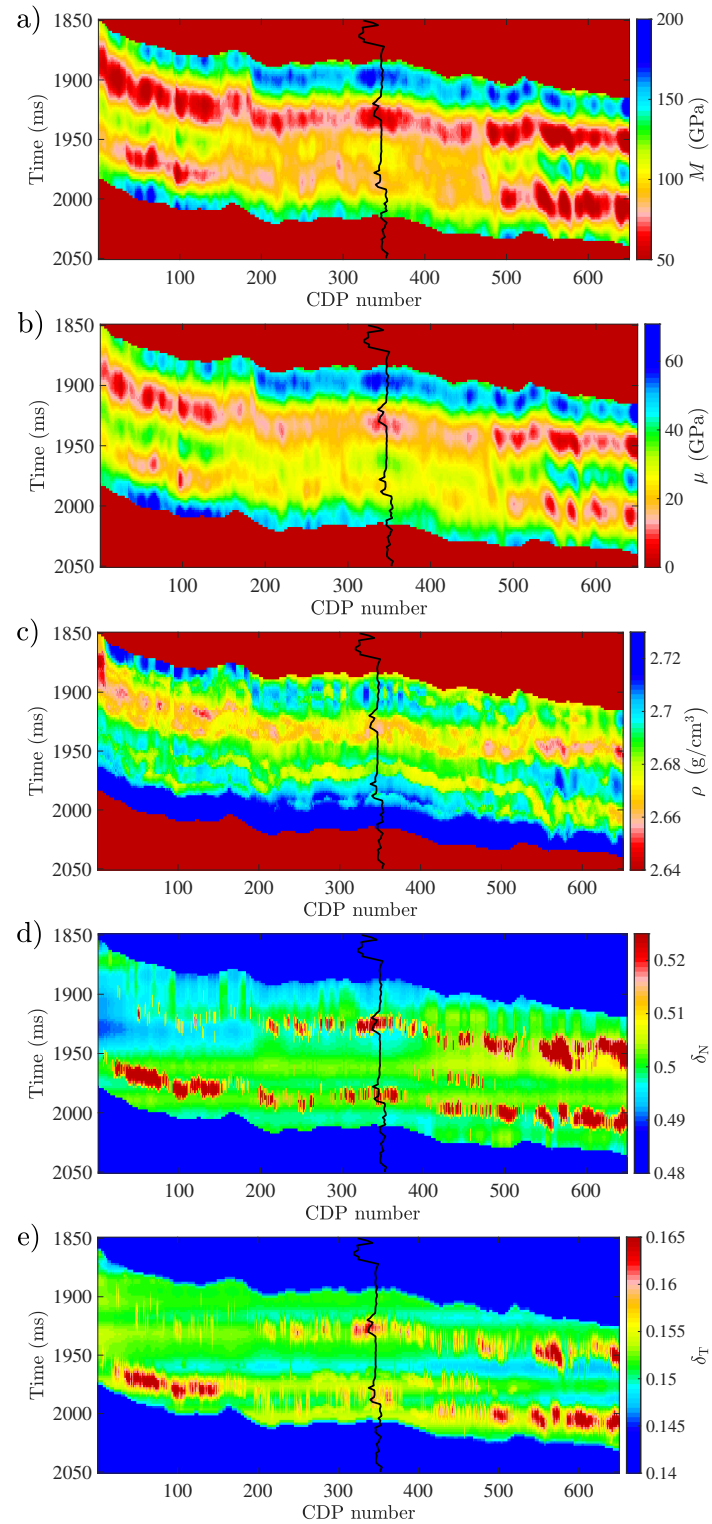 a)
1850
1900
1950
2000
2050
Time (ms)
100 200 300 400 500 600
CDP number
200
150
100
50
M (GPa)
b)
1850
1900
1950
2000
2050
Time (ms)
100 200 300 400 500 600
CDP number
60
40
20
0
μ (GPa)
c)
1850
1900
1950
2000
2050
Time (ms)
100 200 300 400 500 600
CDP number
2.72
2.7
2.68
2.66
2.64
ρ (g/cm³)
d)
1850
1900
1950
2000
2050
Time (ms)
100 200 300 400 500 600
CDP number
0.52
0.51
0.5
0.49
0.48
δN
e)
1850
1900
1950
2000
2050
Time (ms)
100 200 300 400 500 600
CDP number
0.165
0.16
0.155
0.15
0.145
0.14
δT